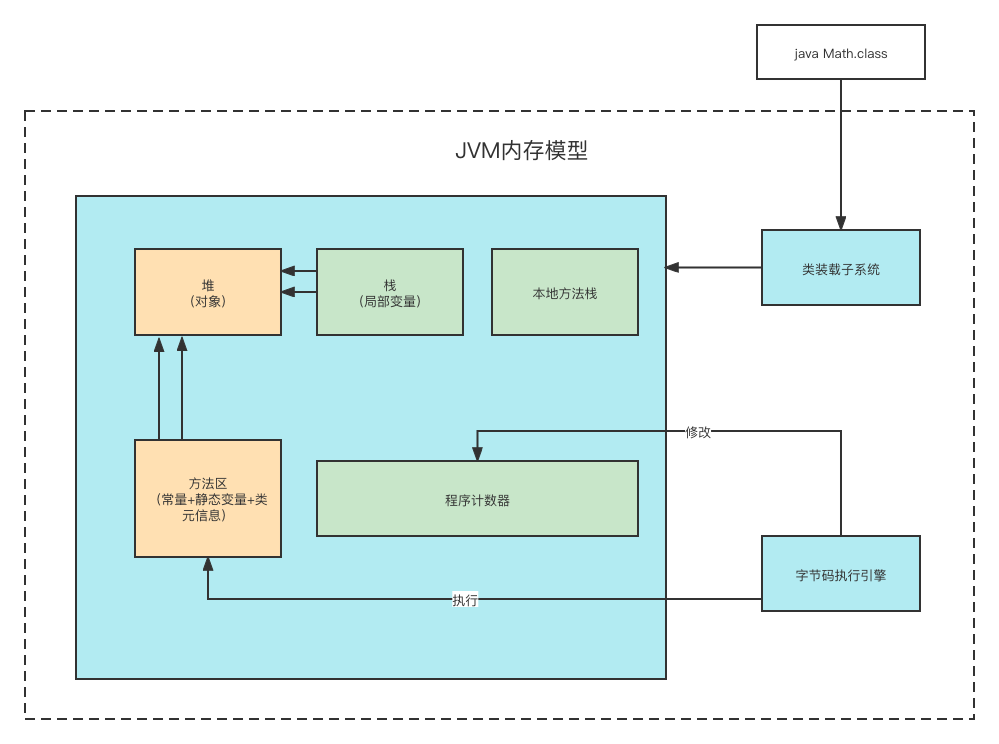 java Math.class
JVM内存模型
堆
(对象)
栈
(局部变量)
本地方法栈
类装载子系统
修改
方法区
(常量+静态变量+类
元信息)
程序计数器
字节码执行引擎
执行